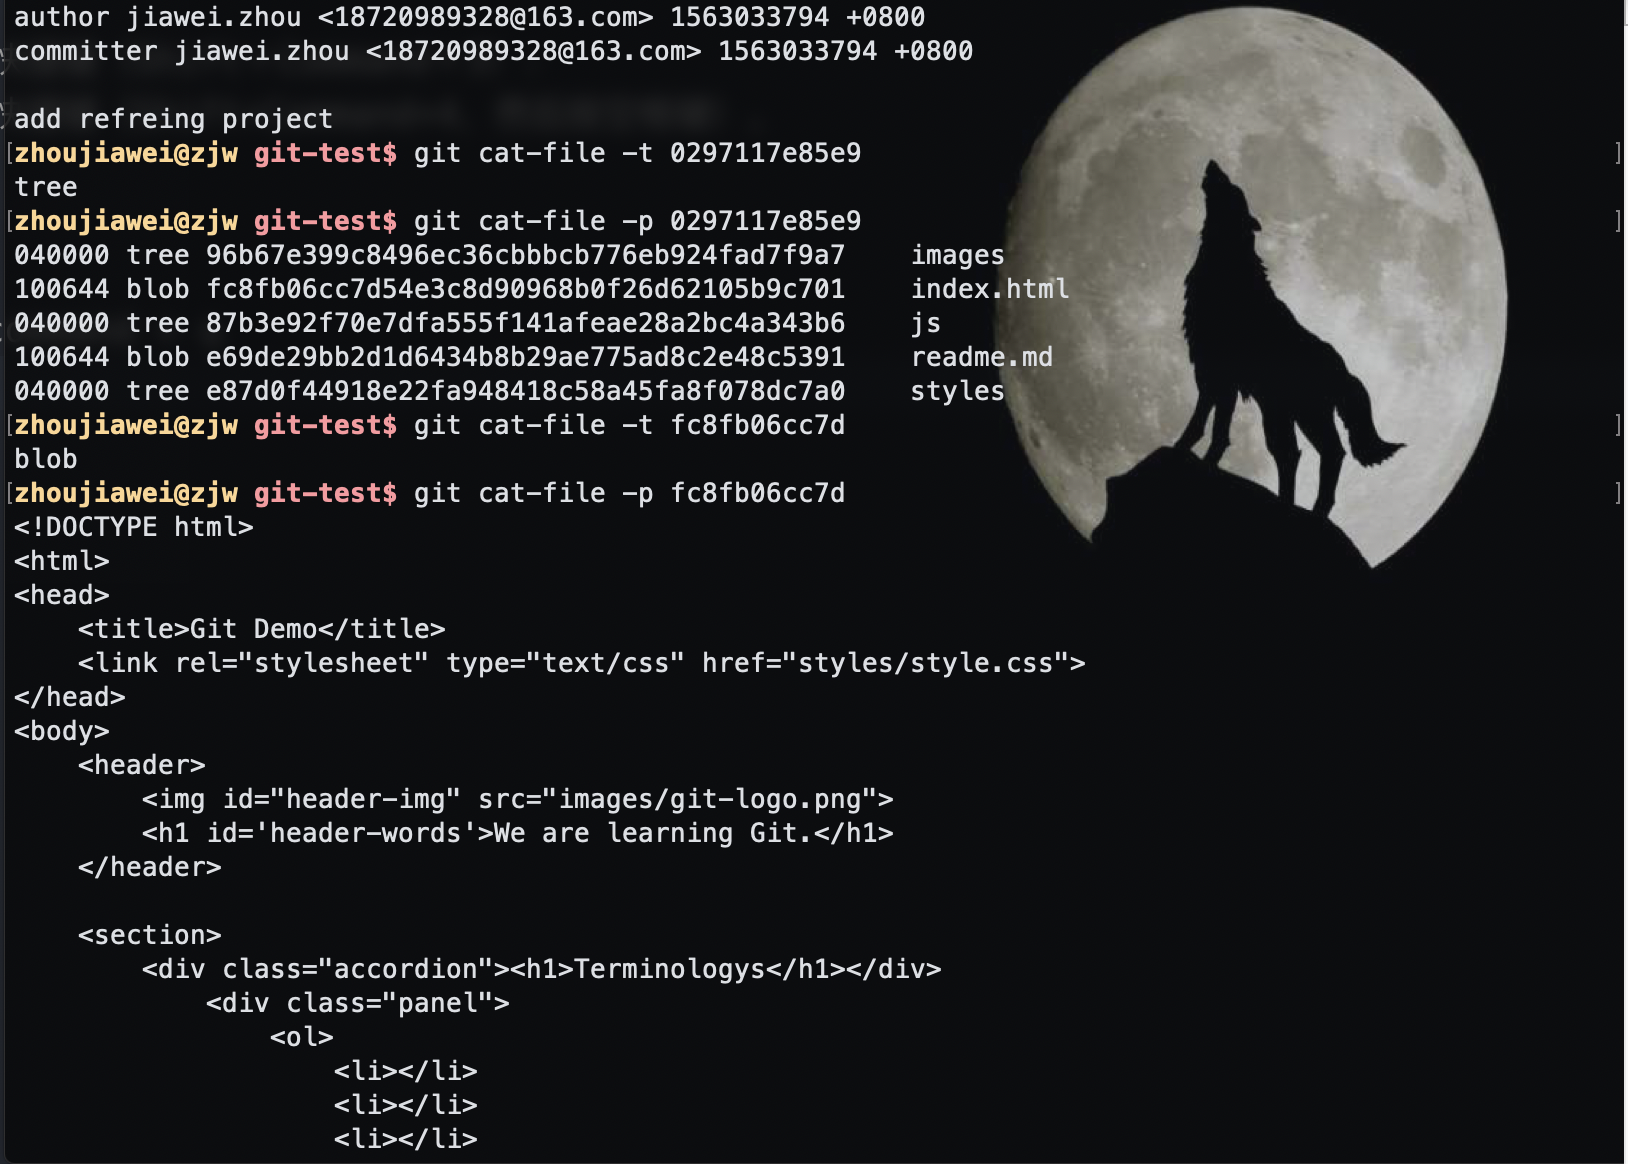 author jiawei.zhou <18720989328@163.com> 1563033794 +0800
committer jiawei.zhou <18720989328@163.com> 1563033794 +0800

add refreing project
[zhoujiawei@zjw git-test$ git cat-file -t 0297117e85e9 ]
tree
[zhoujiawei@zjw git-test$ git cat-file -p 0297117e85e9 ]
040000 tree 96b67e399c8496ec36cbbbcb776eb924fad7f9a7    images
100644 blob fc8fb06cc7d54e3c8d90968b0f26d62105b9c701    index.html
040000 tree 87b3e92f70e7dfa555f141afeae28a2bc4a343b6    js
100644 blob e69de29bb2d1d6434b8b29ae775ad8c2e48c5391    readme.md
040000 tree e87d0f44918e22fa948418c58a45fa8f078dc7a0    styles
[zhoujiawei@zjw git-test$ git cat-file -t fc8fb06cc7d ]
blob
[zhoujiawei@zjw git-test$ git cat-file -p fc8fb06cc7d ]
<!DOCTYPE html>
<html>
<head>
    <title>Git Demo</title>
    <link rel="stylesheet" type="text/css" href="styles/style.css">
</head>
<body>
    <header>
        <img id="header-img" src="images/git-logo.png">
        <h1 id='header-words'>We are learning Git.</h1>
    </header>

    <section>
        <div class="accordion"><h1>Terminologys</h1></div>
            <div class="panel">
                <ol>
                    <li></li>
                    <li></li>
                    <li></li>